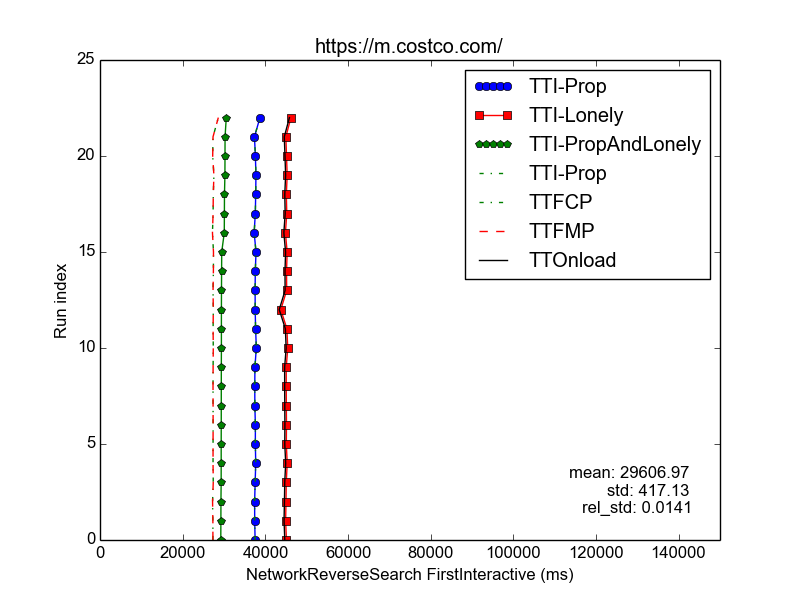 https://m.costco.com/
25
20
15
10
5
0
Run index
TTI-Prop
TTI-Lonely
TTI-PropAndLonely
TTI-Prop
TTFCP
TTFMP
TTOnload
mean: 29606.97
std: 417.13
rel_std: 0.0141
0 20000 40000 60000 80000 100000 120000 140000
NetworkReverseSearch FirstInteractive (ms)